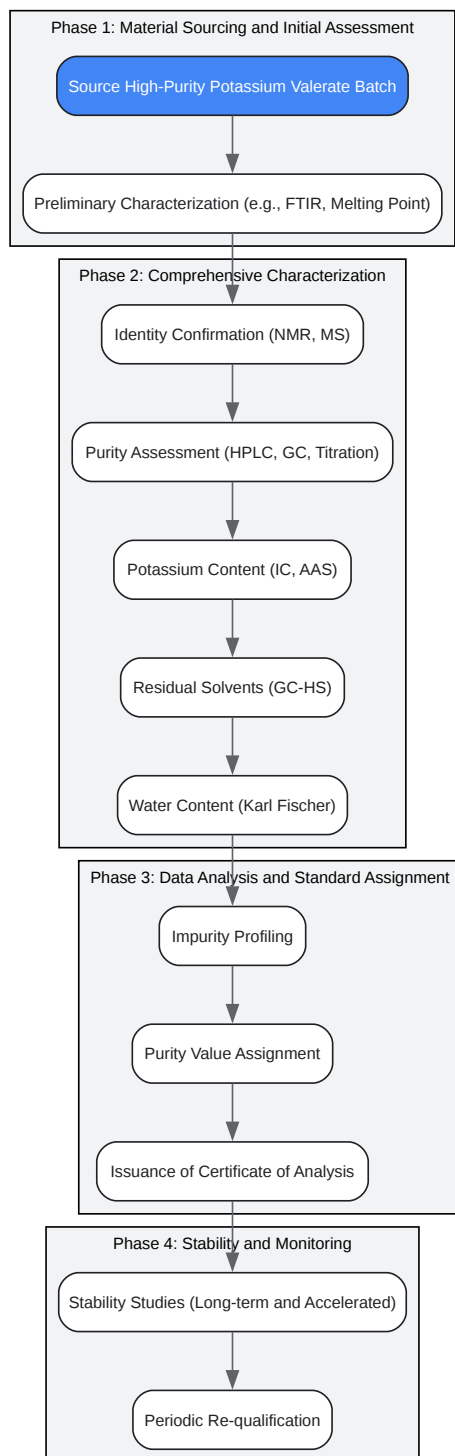 Phase 1: Material Sourcing and Initial Assessment
Source High-Purity Potassium Valerate Batch
Preliminary Characterization (e.g., FTIR, Melting Point)
Phase 2: Comprehensive Characterization
Identity Confirmation (NMR, MS)
Purity Assessment (HPLC, GC, Titration)
Potassium Content (IC, AAS)
Residual Solvents (GC-HS)
Water Content (Karl Fischer)
Phase 3: Data Analysis and Standard Assignment
Impurity Profiling
Purity Value Assignment
Issuance of Certificate of Analysis
Phase 4: Stability and Monitoring
Stability Studies (Long-term and Accelerated)
Periodic Re-qualification